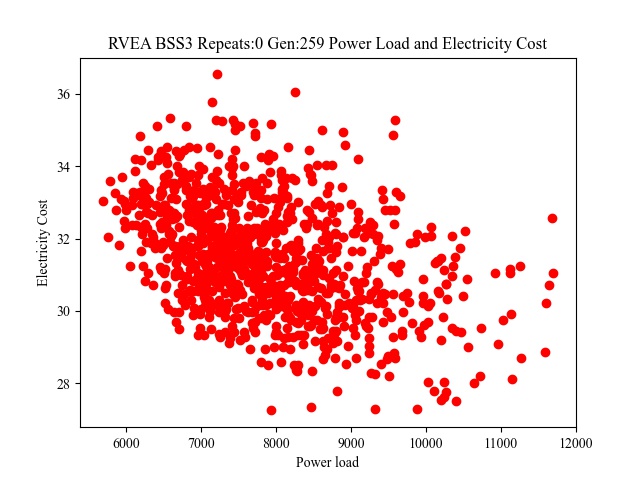 RVEA BSS3 Repeats:0 Gen:259 Power Load and Electricity Cost
Electricity Cost
36
34
32
30
28
6000 7000 8000 9000 10000 11000 12000
Power load